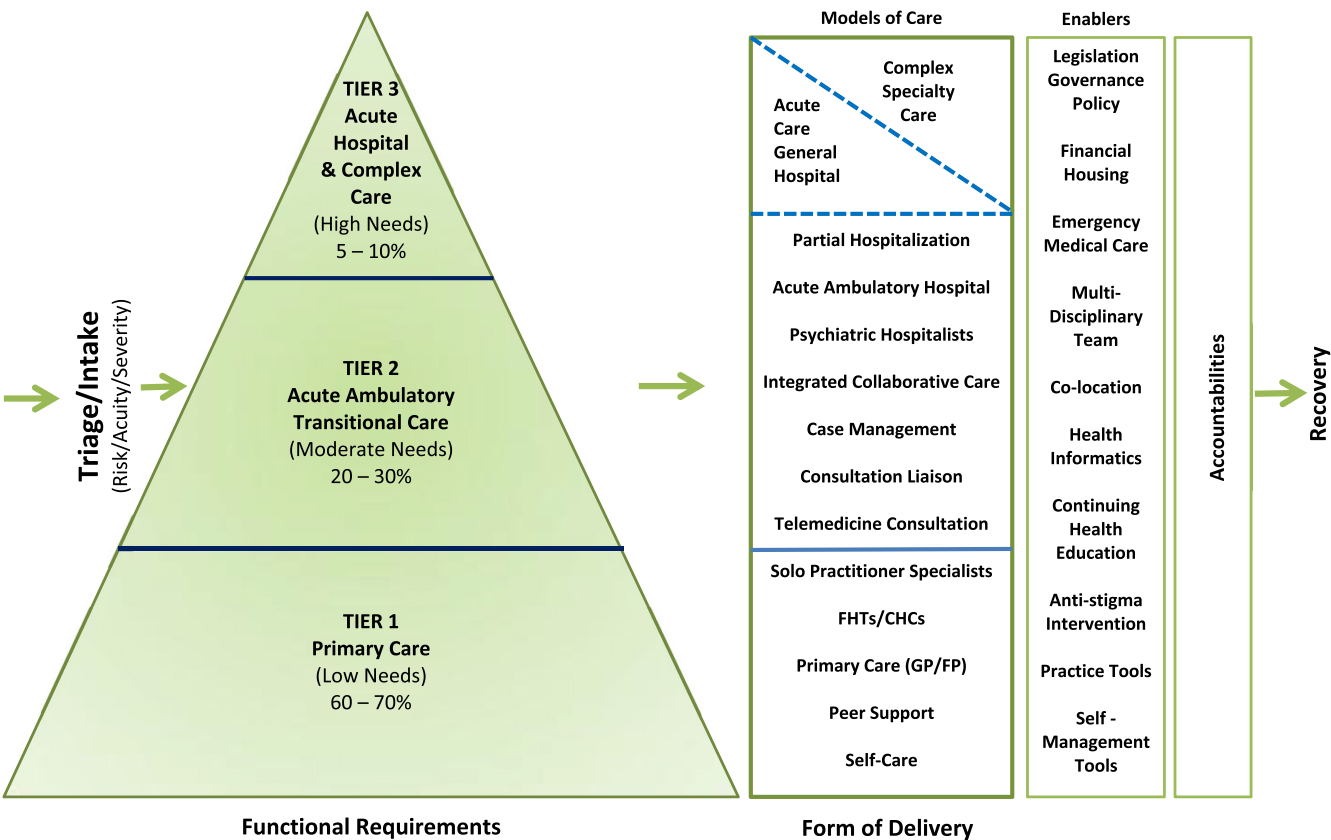 Triage/Intake
(Risk/Acuity/Severity)
TIER 3
Acute
Hospital
& Complex
Care
(High Needs)
5 – 10%
TIER 2
Acute Ambulatory
Transitional Care
(Moderate Needs)
20 – 30%
TIER 1
Primary Care
(Low Needs)
60 – 70%
Functional Requirements
Models of Care
Complex
Specialty
Care
Acute
Care
General
Hospital
Partial Hospitalization
Acute Ambulatory Hospital
Psychiatric Hospitalists
Integrated Collaborative Care
Case Management
Consultation Liaison
Telemedicine Consultation
Solo Practitioner Specialists
FHTs/CHCs
Primary Care (GP/FP)
Peer Support
Self-Care
Form of Delivery
Enablers
Legislation
Governance
Policy
Financial
Housing
Emergency
Medical Care
Multi-
Disciplinary
Team
Co-location
Health
Informatics
Continuing
Health
Education
Anti-stigma
Intervention
Practice Tools
Self -
Management
Tools
Accountabilities
Recovery